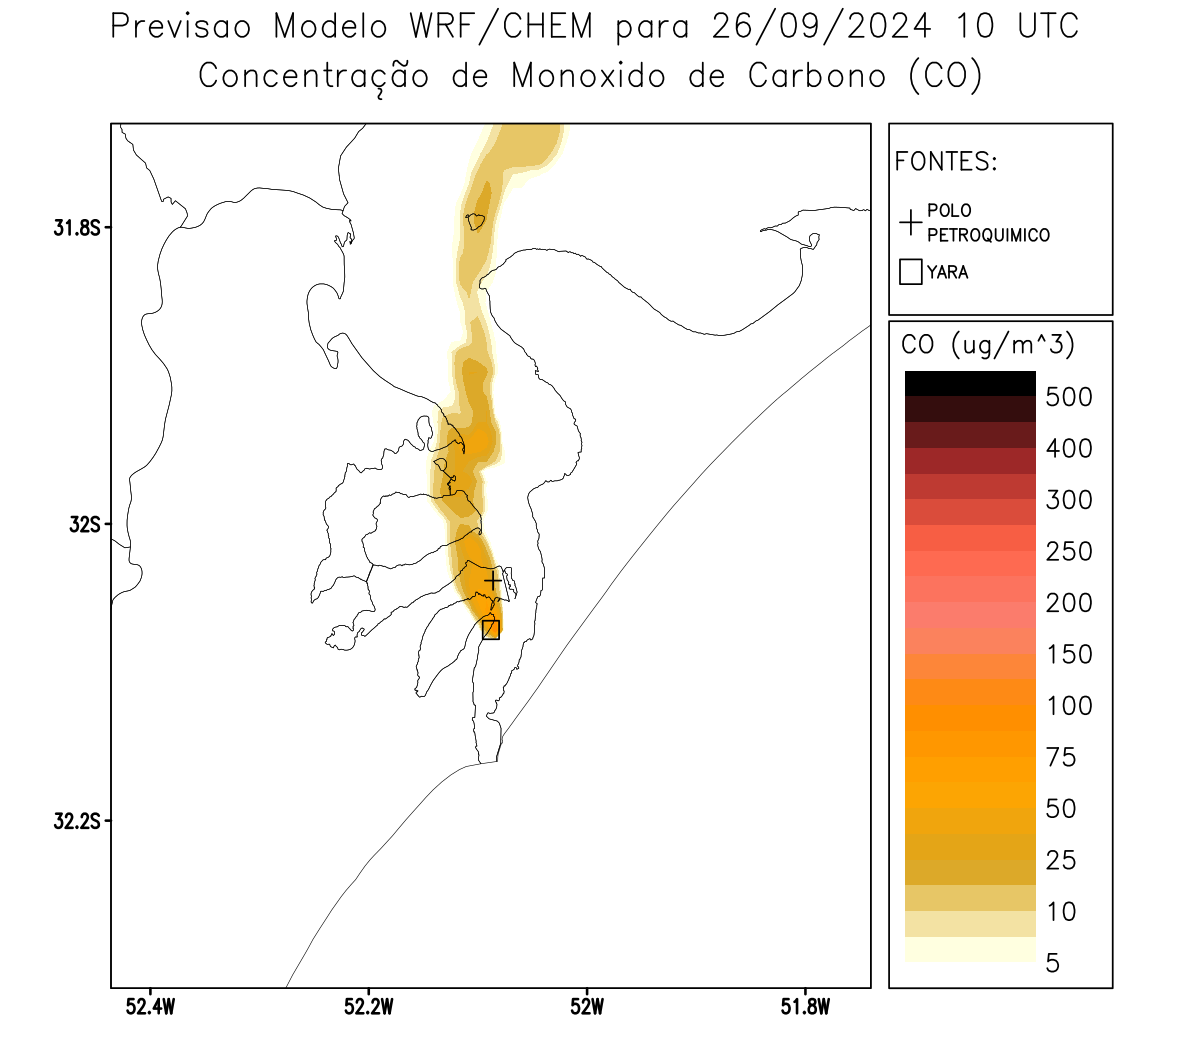 Previsao Modelo WRF/CHEM para 26/09/2024 10 UTC
Concentração de Monoxido de Carbono (CO)
FONTES:
POLO
PETROQUIMICO
YARA
CO (ug/m^3)
500
400
300
250
200
150
100
75
50
25
10
5
31.8S
32S
32.2S
52.4W
52.2W
52W
51.8W